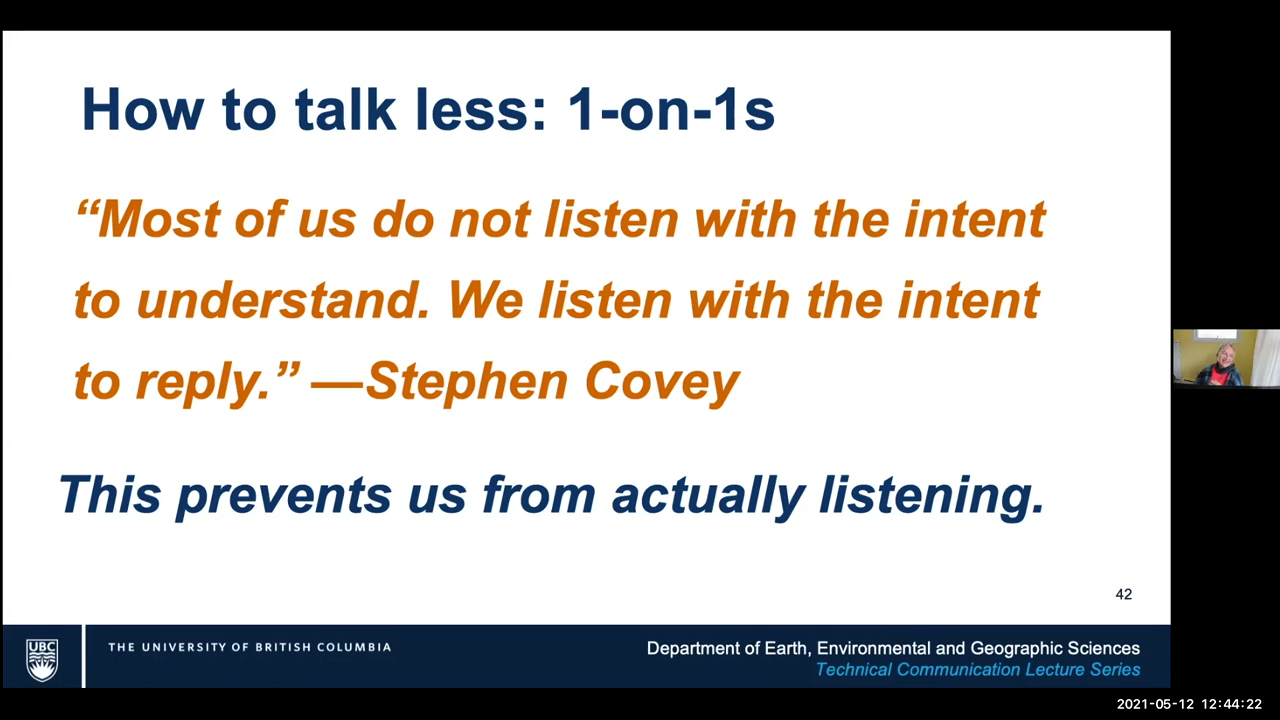 How to talk less: 1-on-1s
“Most of us do not listen with the intent
to understand. We listen with the intent
to reply.” —Stephen Covey
This prevents us from actually listening.
42
UBC
THE UNIVERSITY OF BRITISH COLUMBIA
Department of Earth, Environmental and Geographic Sciences
Technical Communication Lecture Series
2021-05-12 12:44:22